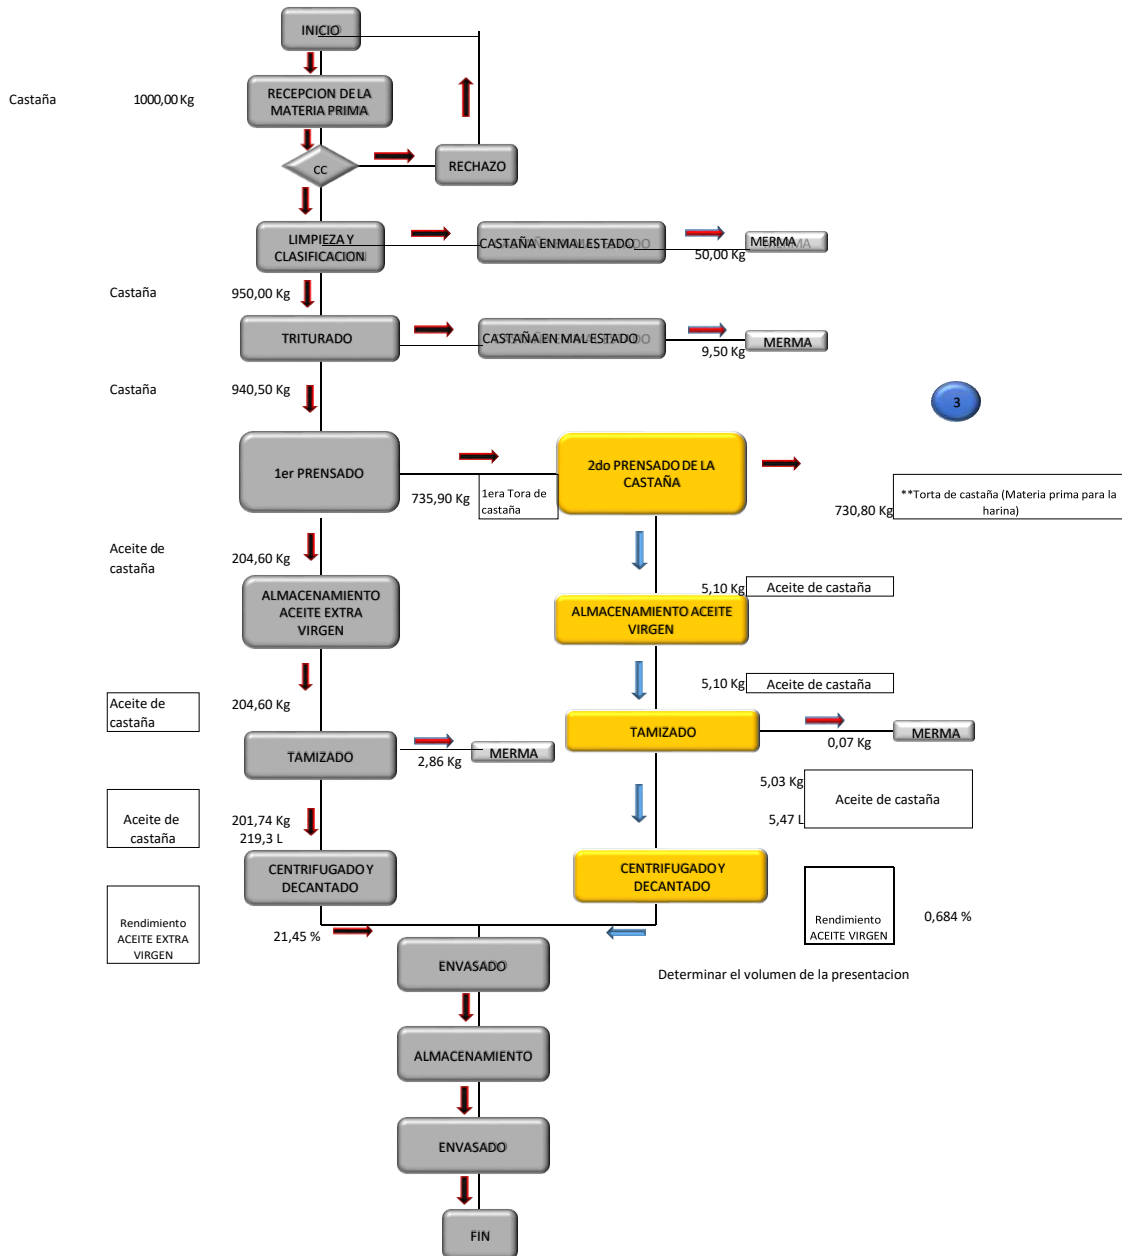 INICIO
Castaña
1000,00 Kg
RECEPCION DE LA
MATERIA PRIMA
CC
RECHAZO
LIMPIEZA Y
CLASIFICACION
CASTAÑA EN MAL ESTADO
50,00 Kg
MERMA
Castaña
950,00 Kg
TRITURADO
CASTAÑA EN MAL ESTADO
9,50 Kg
MERMA
Castaña
940,50 Kg
3
1er PRENSADO
735,90 Kg
1era Tora de
castaña
2do PRENSADO DE LA
CASTAÑA
730,80 Kg
**Torta de castaña (Materia prima para la
harina)
Aceite de
castaña
204,60 Kg
5,10 Kg
Aceite de castaña
ALMACENAMIENTO
ACEITE EXTRA
VIRGEN
ALMACENAMIENTO ACEITE
VIRGEN
Aceite de
castaña
204,60 Kg
5,10 Kg
Aceite de castaña
TAMIZADO
2,86 Kg
MERMA
TAMIZADO
0,07 Kg
MERMA
Aceite de
castaña
201,74 Kg
219,3 L
5,03 Kg
5,47 L
Aceite de castaña
CENTRIFUGADO Y
DECANTADO
CENTRIFUGADO Y
DECANTADO
Rendimiento
ACEITE EXTRA
VIRGEN
21,45 %
Rendimiento
ACEITE VIRGEN
0,684 %
ENVASADO
Determinar el volumen de la presentacion
ALMACENAMIENTO
ENVASADO
FIN